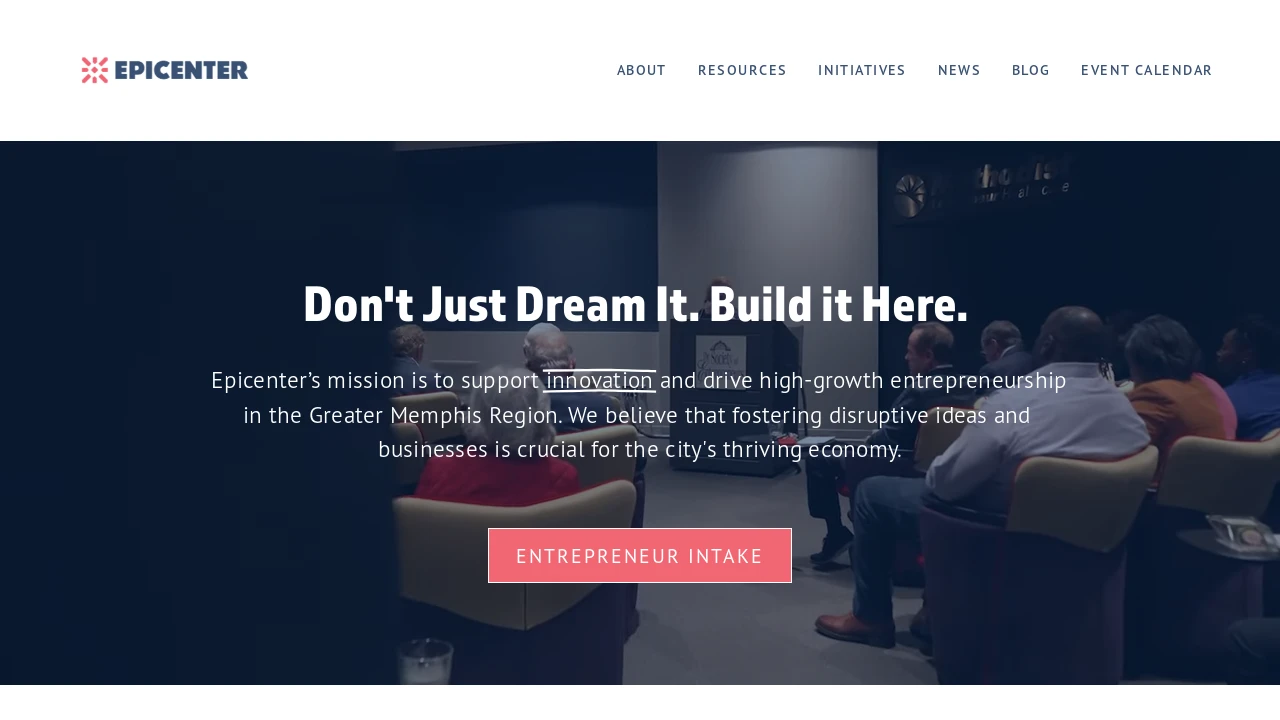 EPICENTER
ABOUT RESOURCES INITIATIVES NEWS BLOG EVENT CALENDAR
Don't Just Dream It. Build it Here.
Epicenter’s mission is to support innovation and drive high-growth entrepreneurship
in the Greater Memphis Region. We believe that fostering disruptive ideas and
businesses is crucial for the city's thriving economy.
ENTREPRENEUR INTAKE